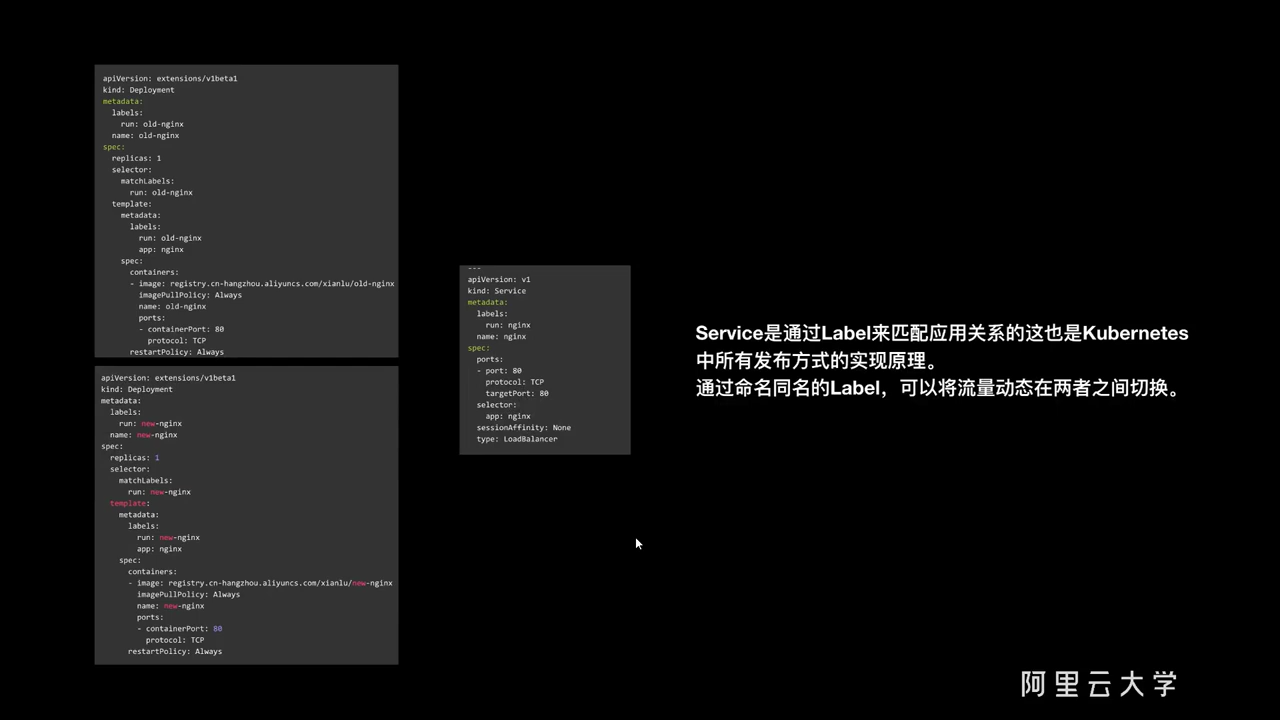 apiVersion: extensions/v1beta1
kind: Deployment
metadata:
  labels:
    run: old-nginx
  name: old-nginx
spec:
  replicas: 1
  selector:
    matchLabels:
      run: old-nginx
  template:
    metadata:
      labels:
        run: old-nginx
        app: nginx
    spec:
      containers:
      - image: registry.cn-hangzhou.aliyuncs.com/xianlu/old-nginx
        imagePullPolicy: Always
        name: old-nginx
        ports:
        - containerPort: 80
          protocol: TCP
      restartPolicy: Always
apiVersion: extensions/v1beta1
kind: Deployment
metadata:
  labels:
    run: new-nginx
  name: new-nginx
spec:
  replicas: 1
  selector:
    matchLabels:
      run: new-nginx
  template:
    metadata:
      labels:
        run: new-nginx
        app: nginx
    spec:
      containers:
      - image: registry.cn-hangzhou.aliyuncs.com/xianlu/new-nginx
        imagePullPolicy: Always
        name: new-nginx
        ports:
        - containerPort: 80
          protocol: TCP
      restartPolicy: Always
---
apiVersion: v1
kind: Service
metadata:
  labels:
    run: nginx
  name: nginx
spec:
  ports:
  - port: 80
    protocol: TCP
    targetPort: 80
  selector:
    app: nginx
  sessionAffinity: None
  type: LoadBalancer
Service是通过Label来匹配应用关系的这也是Kubernetes
中所有发布方式的实现原理。
通过命名同名的Label，可以将流量动态在两者之间切换。
阿里云大学